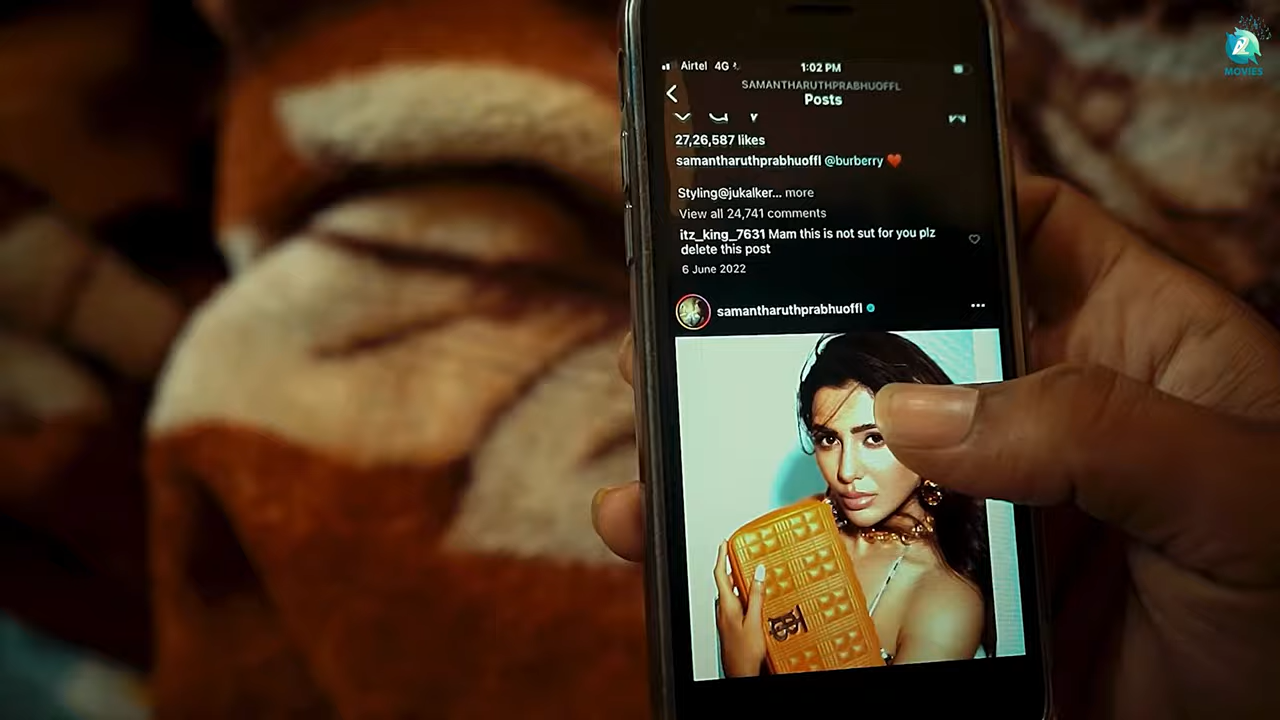 2
MOVIES
Airtel 4G
1:02 PM
SAMANTHARUTHPRABHUOFFL
Posts
27,26,587 likes
samantharuthprabhuoffl @burberry ❤️
Styling@jukalker... more
View all 24,741 comments
itz_king_7631 Mam this is not sut for you plz
delete this post
6 June 2022
samantharuthprabhuoffl
TB